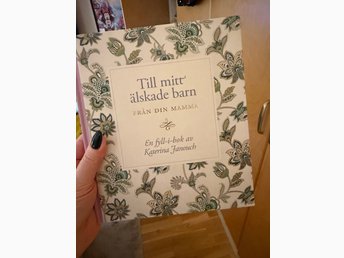 Till mitt
älskade barn
FRÅN DIN MAMMA
En fyll-i-bok av
Katerina Janouch